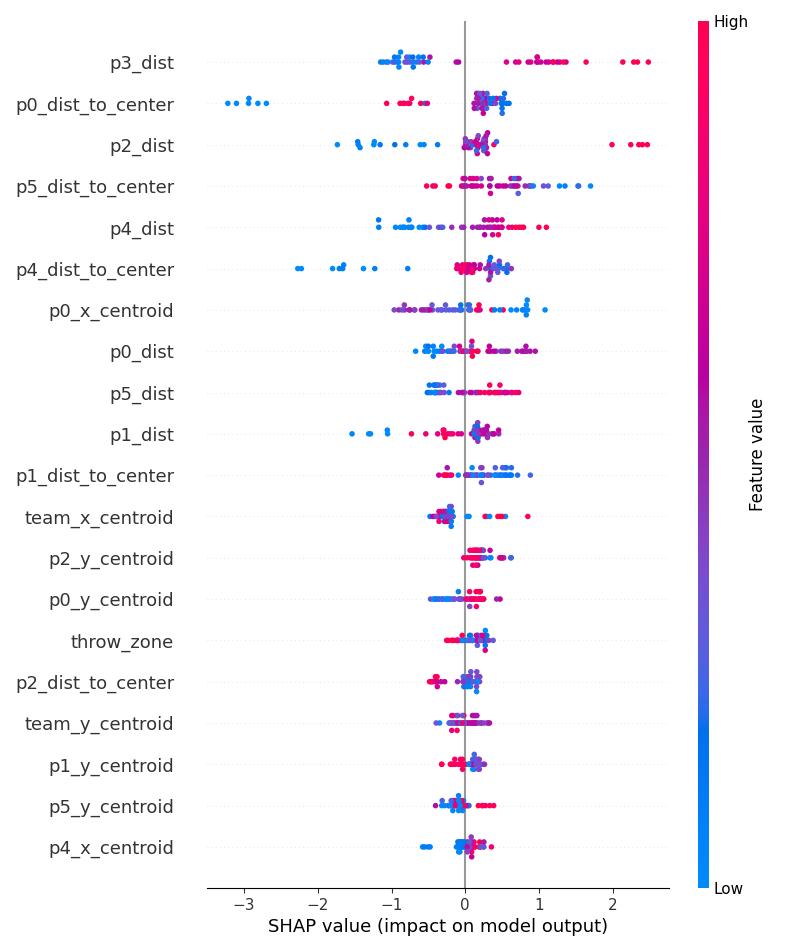 High
p3_dist
p0_dist_to_center
p2_dist
p5_dist_to_center
p4_dist
p4_dist_to_center
p0_x_centroid
p0_dist
p5_dist
p1_dist
p1_dist_to_center
team_x_centroid
p2_y_centroid
p0_y_centroid
throw_zone
p2_dist_to_center
team_y_centroid
p1_y_centroid
p5_y_centroid
p4_x_centroid
Feature value
Low
−3 −2 −1 0 1 2
SHAP value (impact on model output)